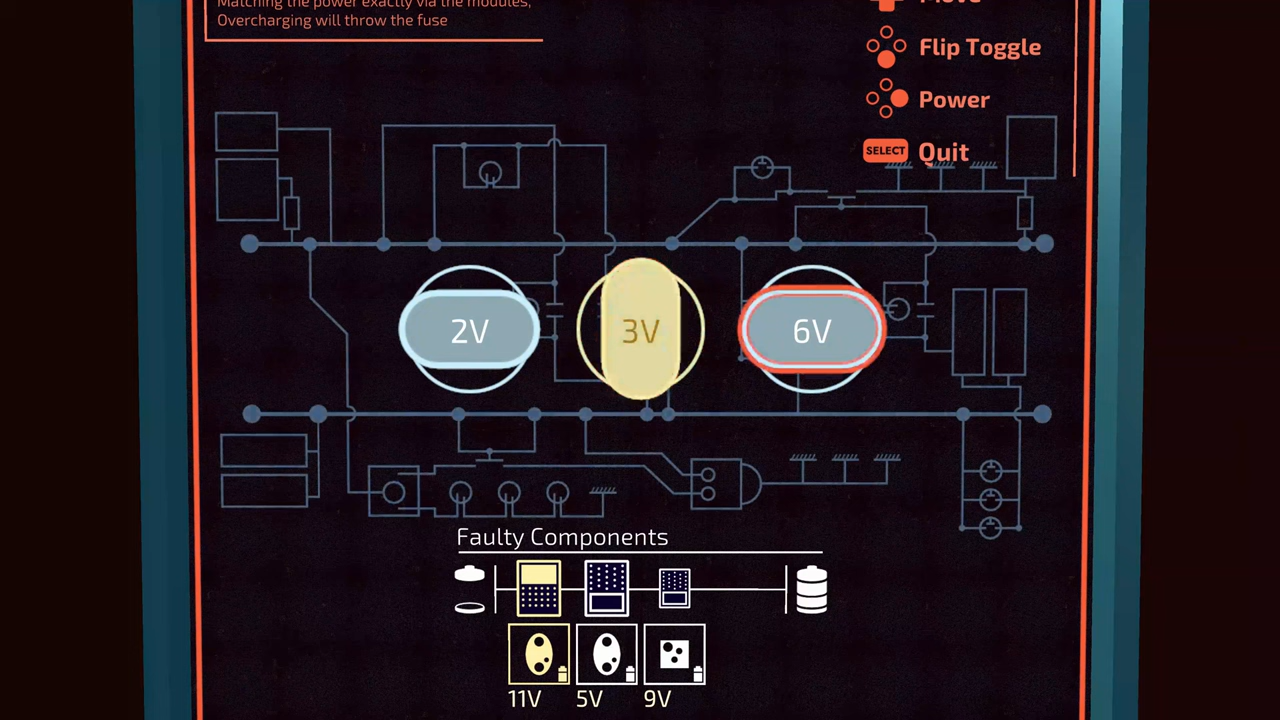 Matching the power exactly via the modules,
Overcharging will throw the fuse
Move
Flip Toggle
Power
SELECT Quit
2V
3V
6V
Faulty Components
11V 5V 9V